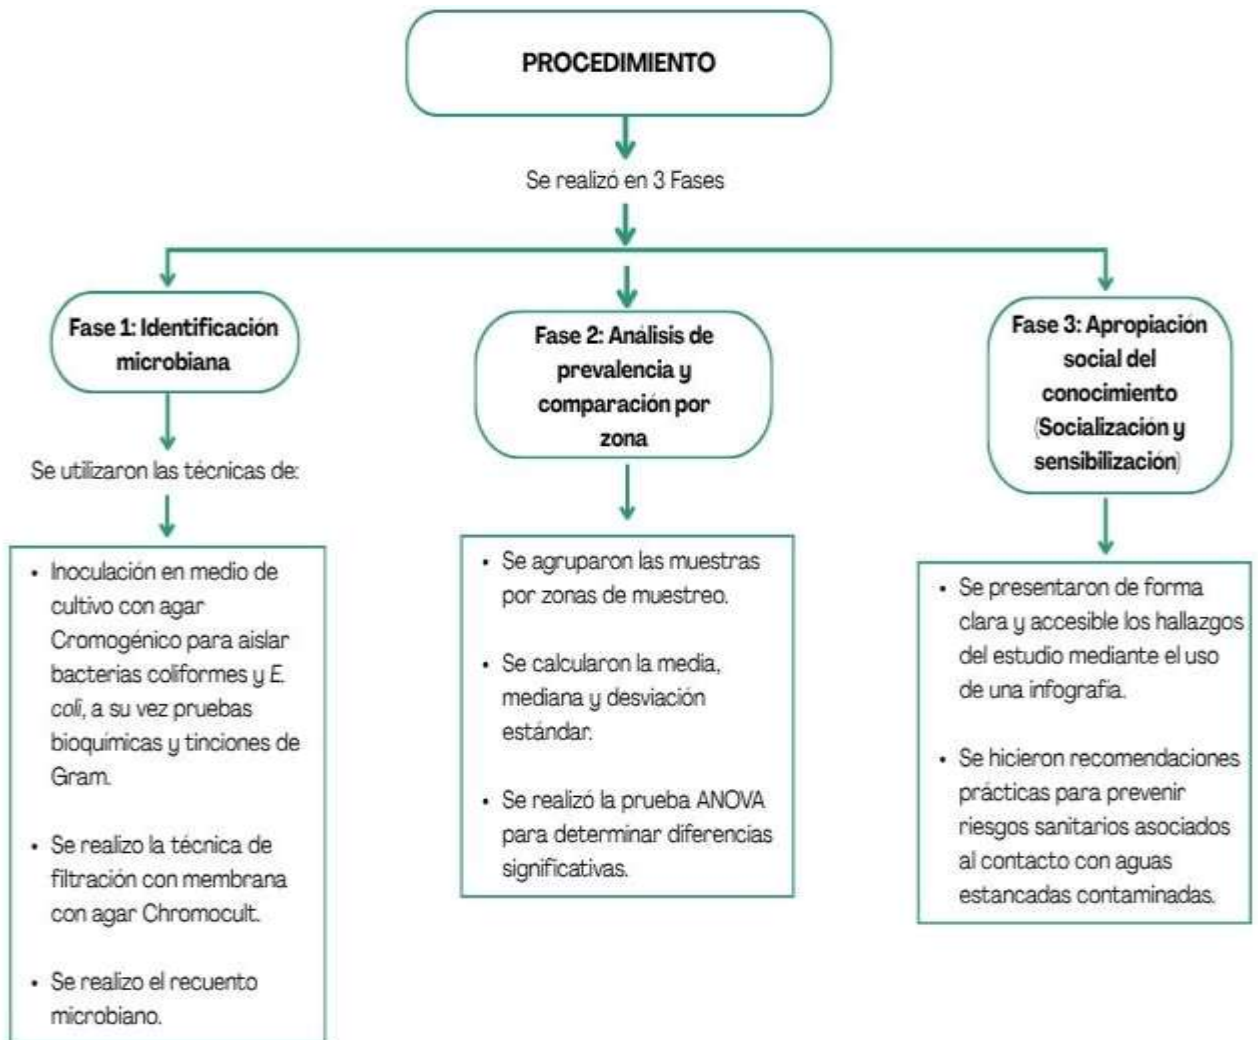 PROCEDIMIENTO
Se realizó en 3 Fases
Fase 1: Identificación
microbiana
Se utilizaron las técnicas de:
• Inoculación en medio de
cultivo con agar
Cromogénico para aislar
bacterias coliformes y E.
coli, a su vez pruebas
bioquímicas y tinciones de
Gram.
• Se realizo la técnica de
filtración con membrana
con agar Chromocult.
• Se realizo el recuento
microbiano.
Fase 2: Análisis de
prevalencia y
comparación por
zona
• Se agruparon las muestras
por zonas de muestreo.
• Se calcularon la media,
mediana y desviación
estándar.
• Se realizó la prueba ANOVA
para determinar diferencias
significativas.
Fase 3: Apropiación
social del
conocimiento
(Socialización y
sensibilización)
• Se presentaron de forma
clara y accesible los hallazgos
del estudio mediante el uso
de una infografía.
• Se hicieron recomendaciones
prácticas para prevenir
riesgos sanitarios asociados
al contacto con aguas
estancadas contaminadas.